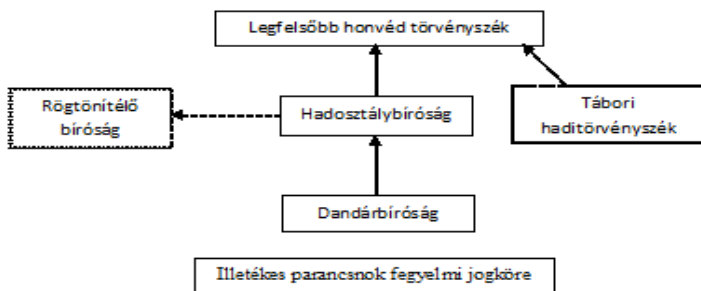 Legfelsőbb honvéd törvényszék
Rögtönítélő
bíróság
Hadosztálybíróság
Tábori
haditörvényszék
Dandárbíróság
Illetékes parancsnok fegyelmi jogköre